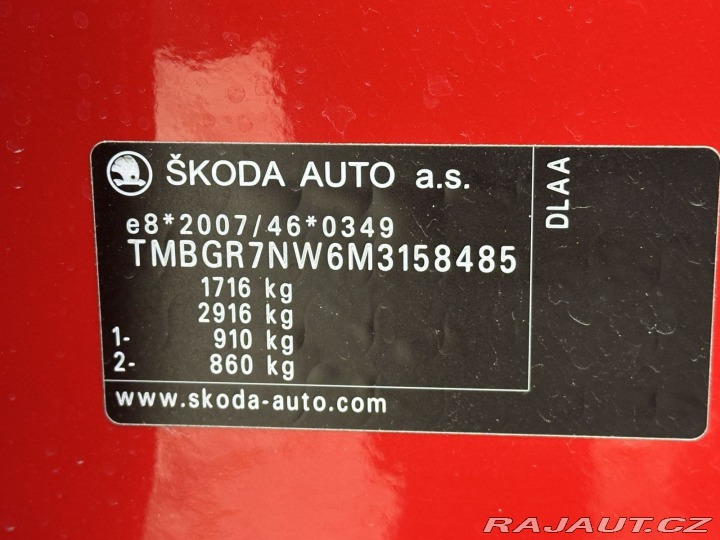 ŠKODA AUTO a.s.
e8*2007/46*0349
TMBGR7NW6M3158485
1716 kg
2916 kg
1- 910 kg
2- 860 kg
www.skoda-auto.com
DLAA
RAJAUT.CZ